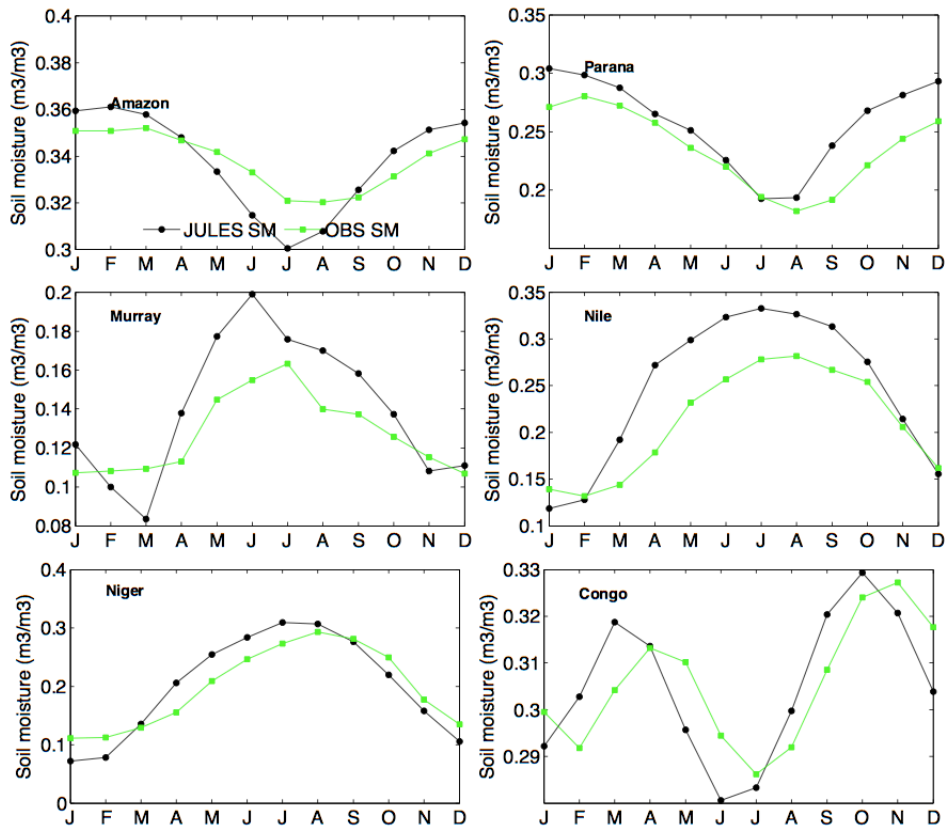 0.4
0.38
0.36
0.34
0.32
0.3
Soil moisture (m3/m3)
Amazon
JULES SM OBS SM
J F M A M J J A S O N D
0.3
0.25
0.2
Soil moisture (m3/m3)
Parana
J F M A M J J A S O N D
0.2
0.18
0.16
0.14
0.12
0.1
0.08
Soil moisture (m3/m3)
Murray
J F M A M J J A S O N D
0.35
0.3
0.25
0.2
0.15
0.1
Soil moisture (m3/m3)
Nile
J F M A M J J A S O N D
0.4
0.3
0.2
0.1
0
Soil moisture (m3/m3)
Niger
J F M A M J J A S O N D
0.33
0.32
0.31
0.3
0.29
Soil moisture (m3/m3)
Congo
J F M A M J J A S O N D